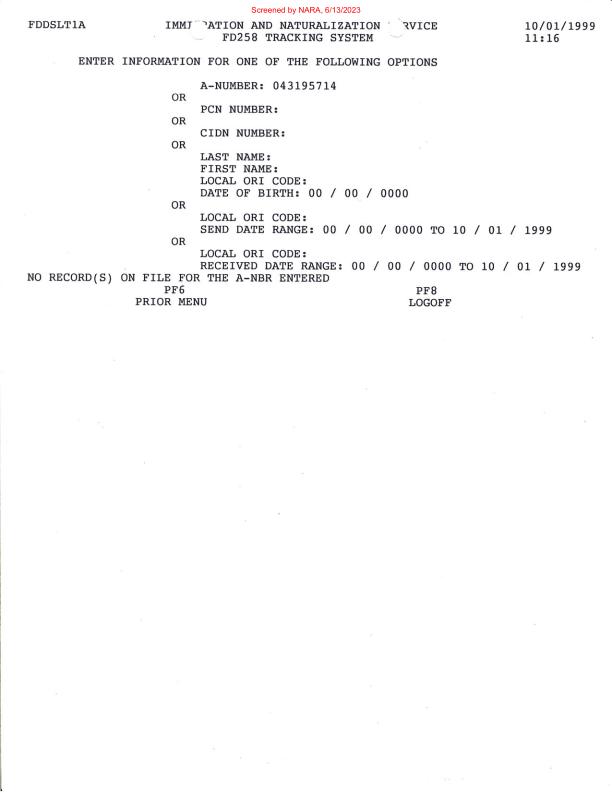 Screened by NARA, 6/13/2023
FDDSLT1A IMMI RATION AND NATURALIZATION RVICE 10/01/1999
FD258 TRACKING SYSTEM 11:16
ENTER INFORMATION FOR ONE OF THE FOLLOWING OPTIONS
A-NUMBER: 043195714
OR
PCN NUMBER:
OR
CIDN NUMBER:
OR
LAST NAME:
FIRST NAME:
LOCAL ORI CODE:
DATE OF BIRTH: 00 / 00 / 0000
OR
LOCAL ORI CODE:
SEND DATE RANGE: 00 / 00 / 0000 TO 10 / 01 / 1999
OR
LOCAL ORI CODE:
RECEIVED DATE RANGE: 00 / 00 / 0000 TO 10 / 01 / 1999
NO RECORD(S) ON FILE FOR THE A-NBR ENTERED
PF6 PF8
PRIOR MENU LOGOFF